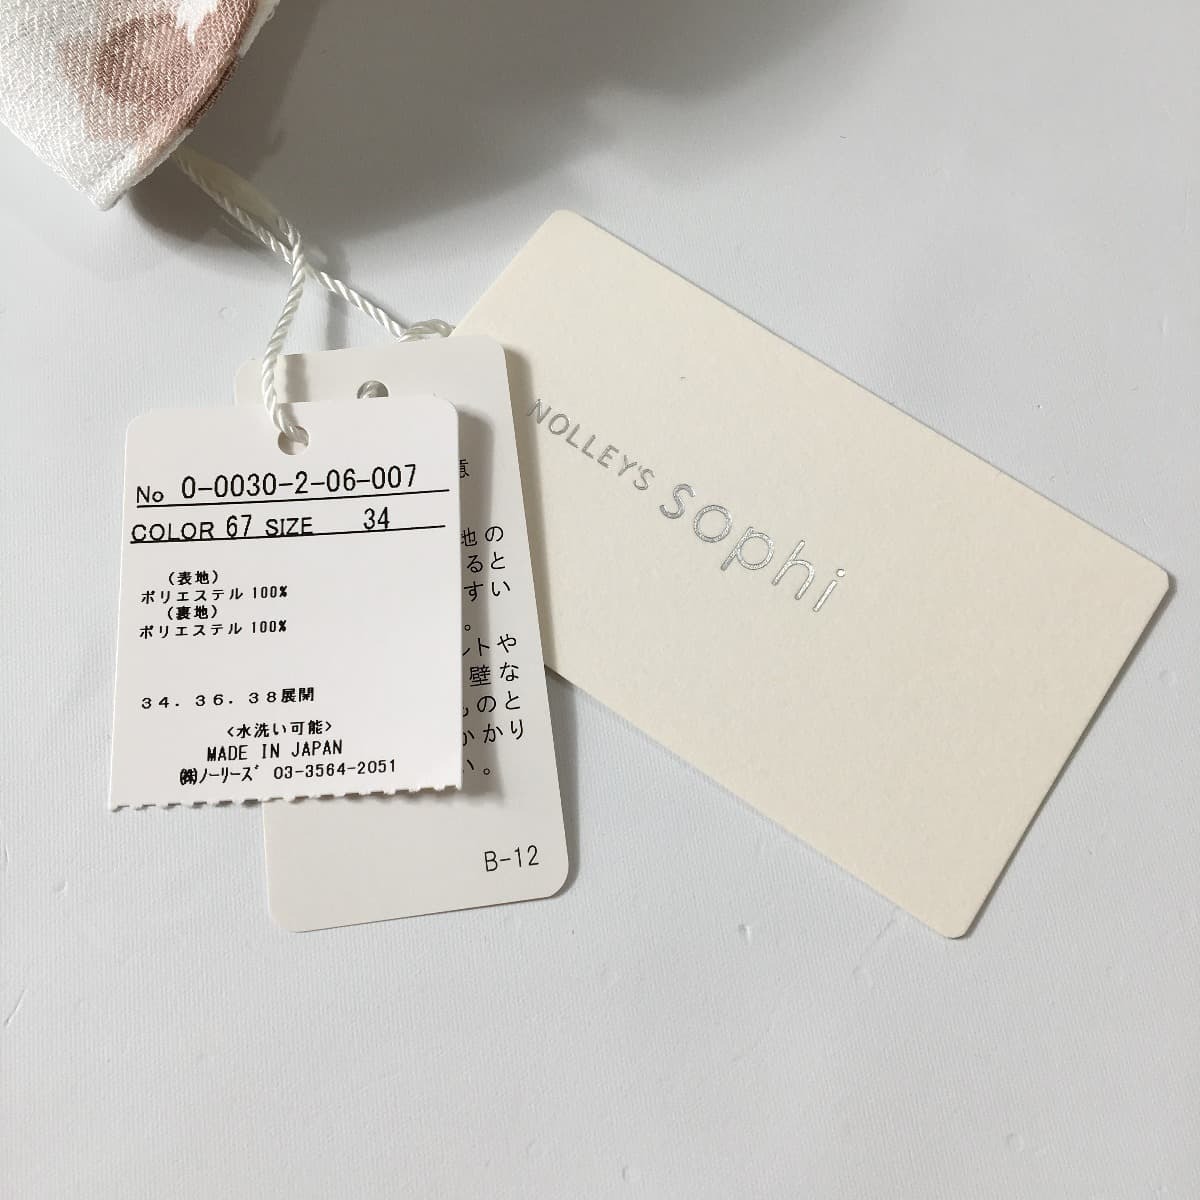 No 0-0030-2-06-007
COLOR 67 SIZE 34
(表地)
ポリエステル 100%
(裏地)
ポリエステル 100%
34. 36. 38展開
<水洗い可能>
MADE IN JAPAN
㈱ノーリーズ 03-3564-2051
意
地の
ると
すい
。
ントや
壁な
ものと
かかり
い。
B-12
NOLLEY'S sophi